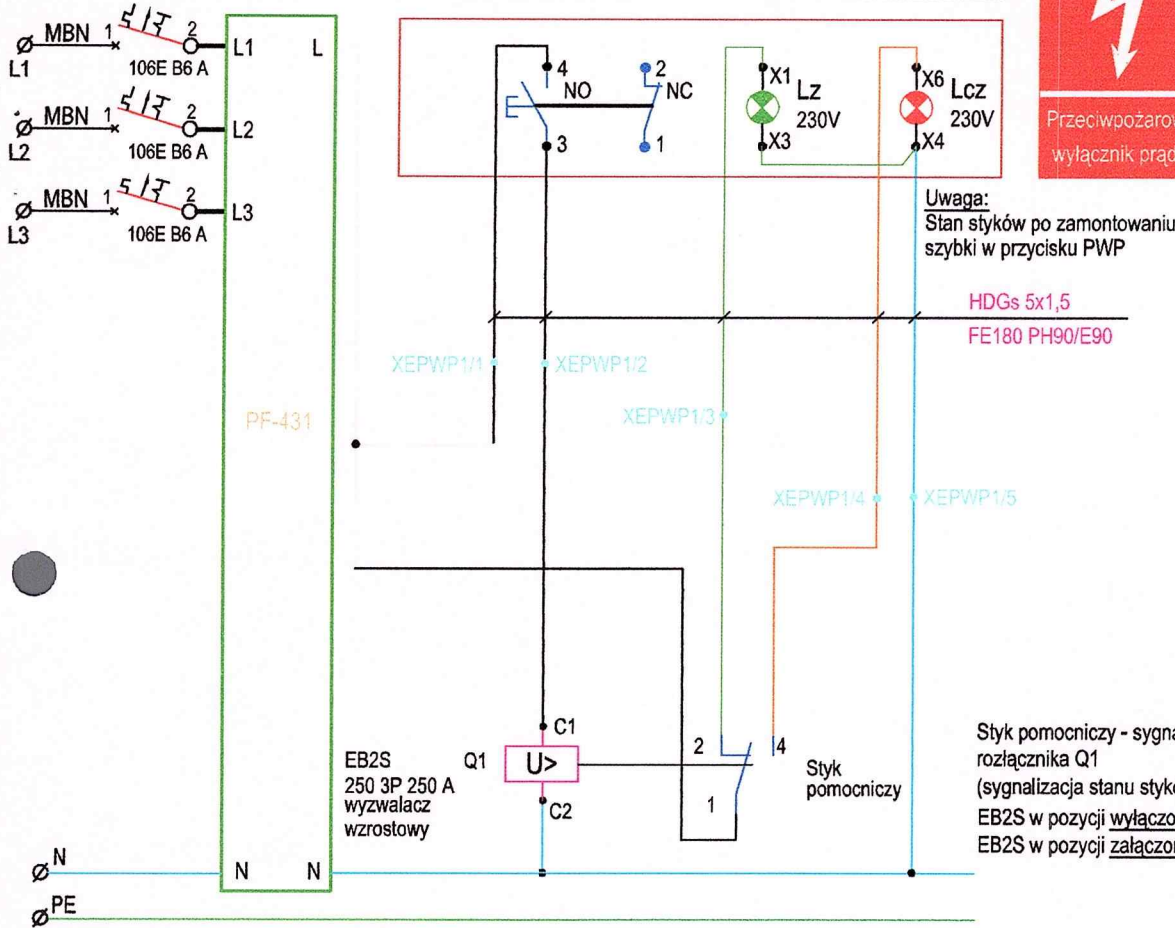 MBN 1 2
L1
106E B6 A
L1 L
MBN 1 2
L2
106E B6 A
L2
MBN 1 2
L3
106E B6 A
L3
4 NO 3
2 NC 1
X1 Lz
230V
X3
X6 Lcz
230V
X4
Przeciwpożarow
wyłącznik prąd
Uwaga:
Stan styków po zamontowaniu
szybki w przycisku PWP
HDGs 5x1,5
FE180 PH90/E90
XEPWP1/1 XEPWP1/2
XEPWP1/3
PF-431
XEPWP1/4 XEPWP1/5
C1
Q1 U>
C2
EB2S
250 3P 250 A
wyzwalacz
wzrostowy
2 4
1
Styk
pomocniczy
Styk pomocniczy - sygna
rozłącznika Q1
(sygnalizacja stanu styk
EB2S w pozycji wyłączo
EB2S w pozycji załączo
N N N
PE